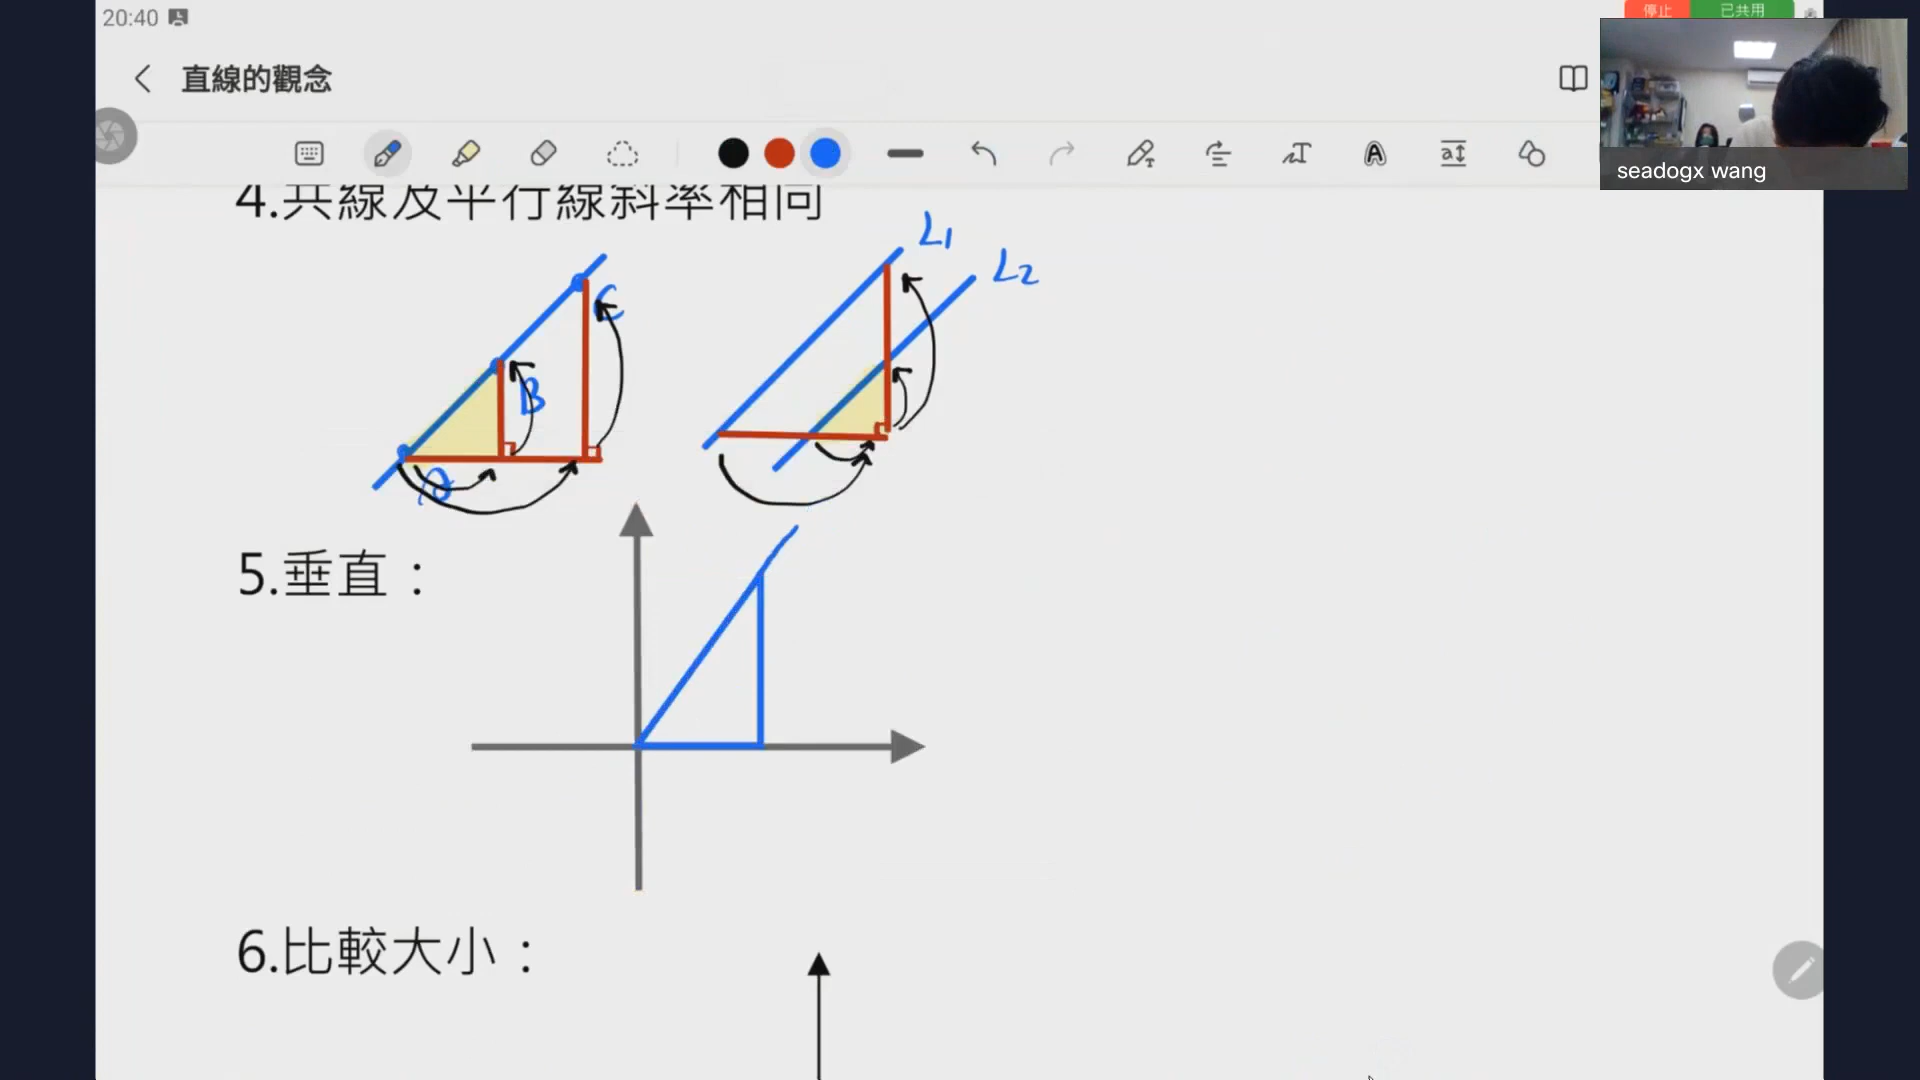 20:40
停止
已共用
直線的觀念
seadogx wang
4.共線及平行線斜率相同
L1
L2
C
B
A
5.垂直：
6.比較大小：